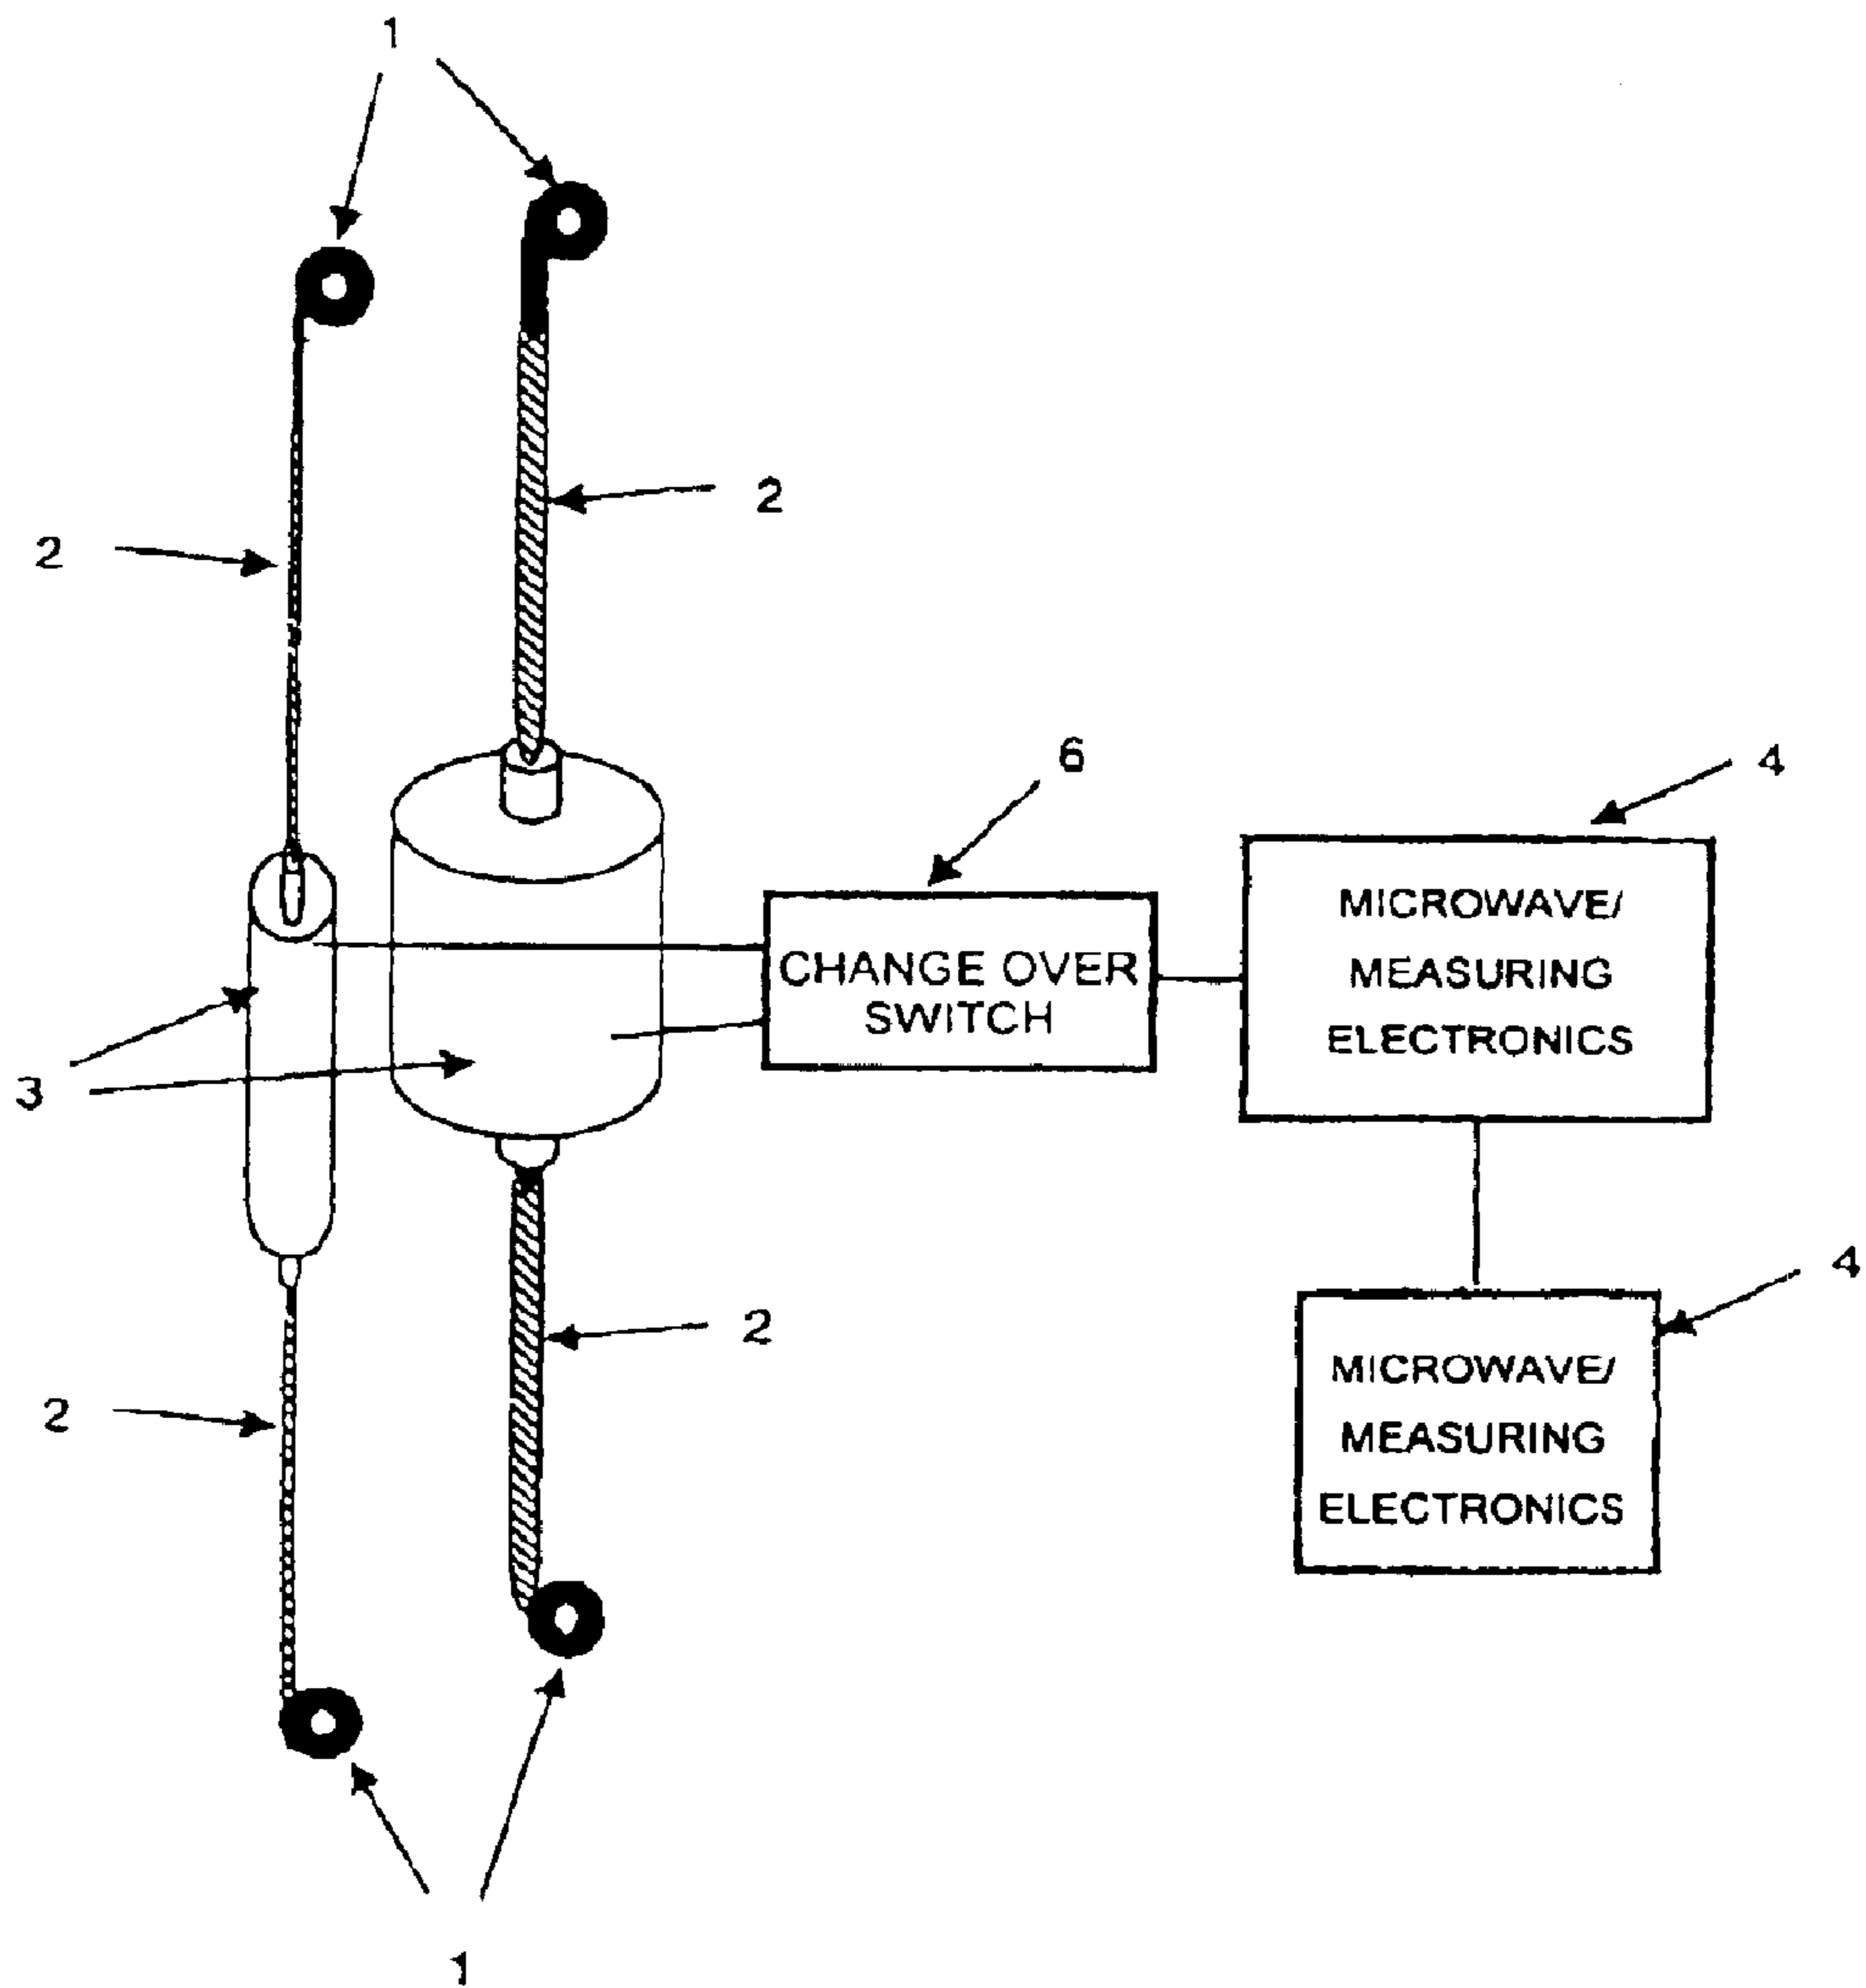 1
2
2
6
4
CHANGE OVER
SWITCH
MICROWAVE/
MEASURING
ELECTRONICS
3
4
2
2
MICROWAVE/
MEASURING
ELECTRONICS
1